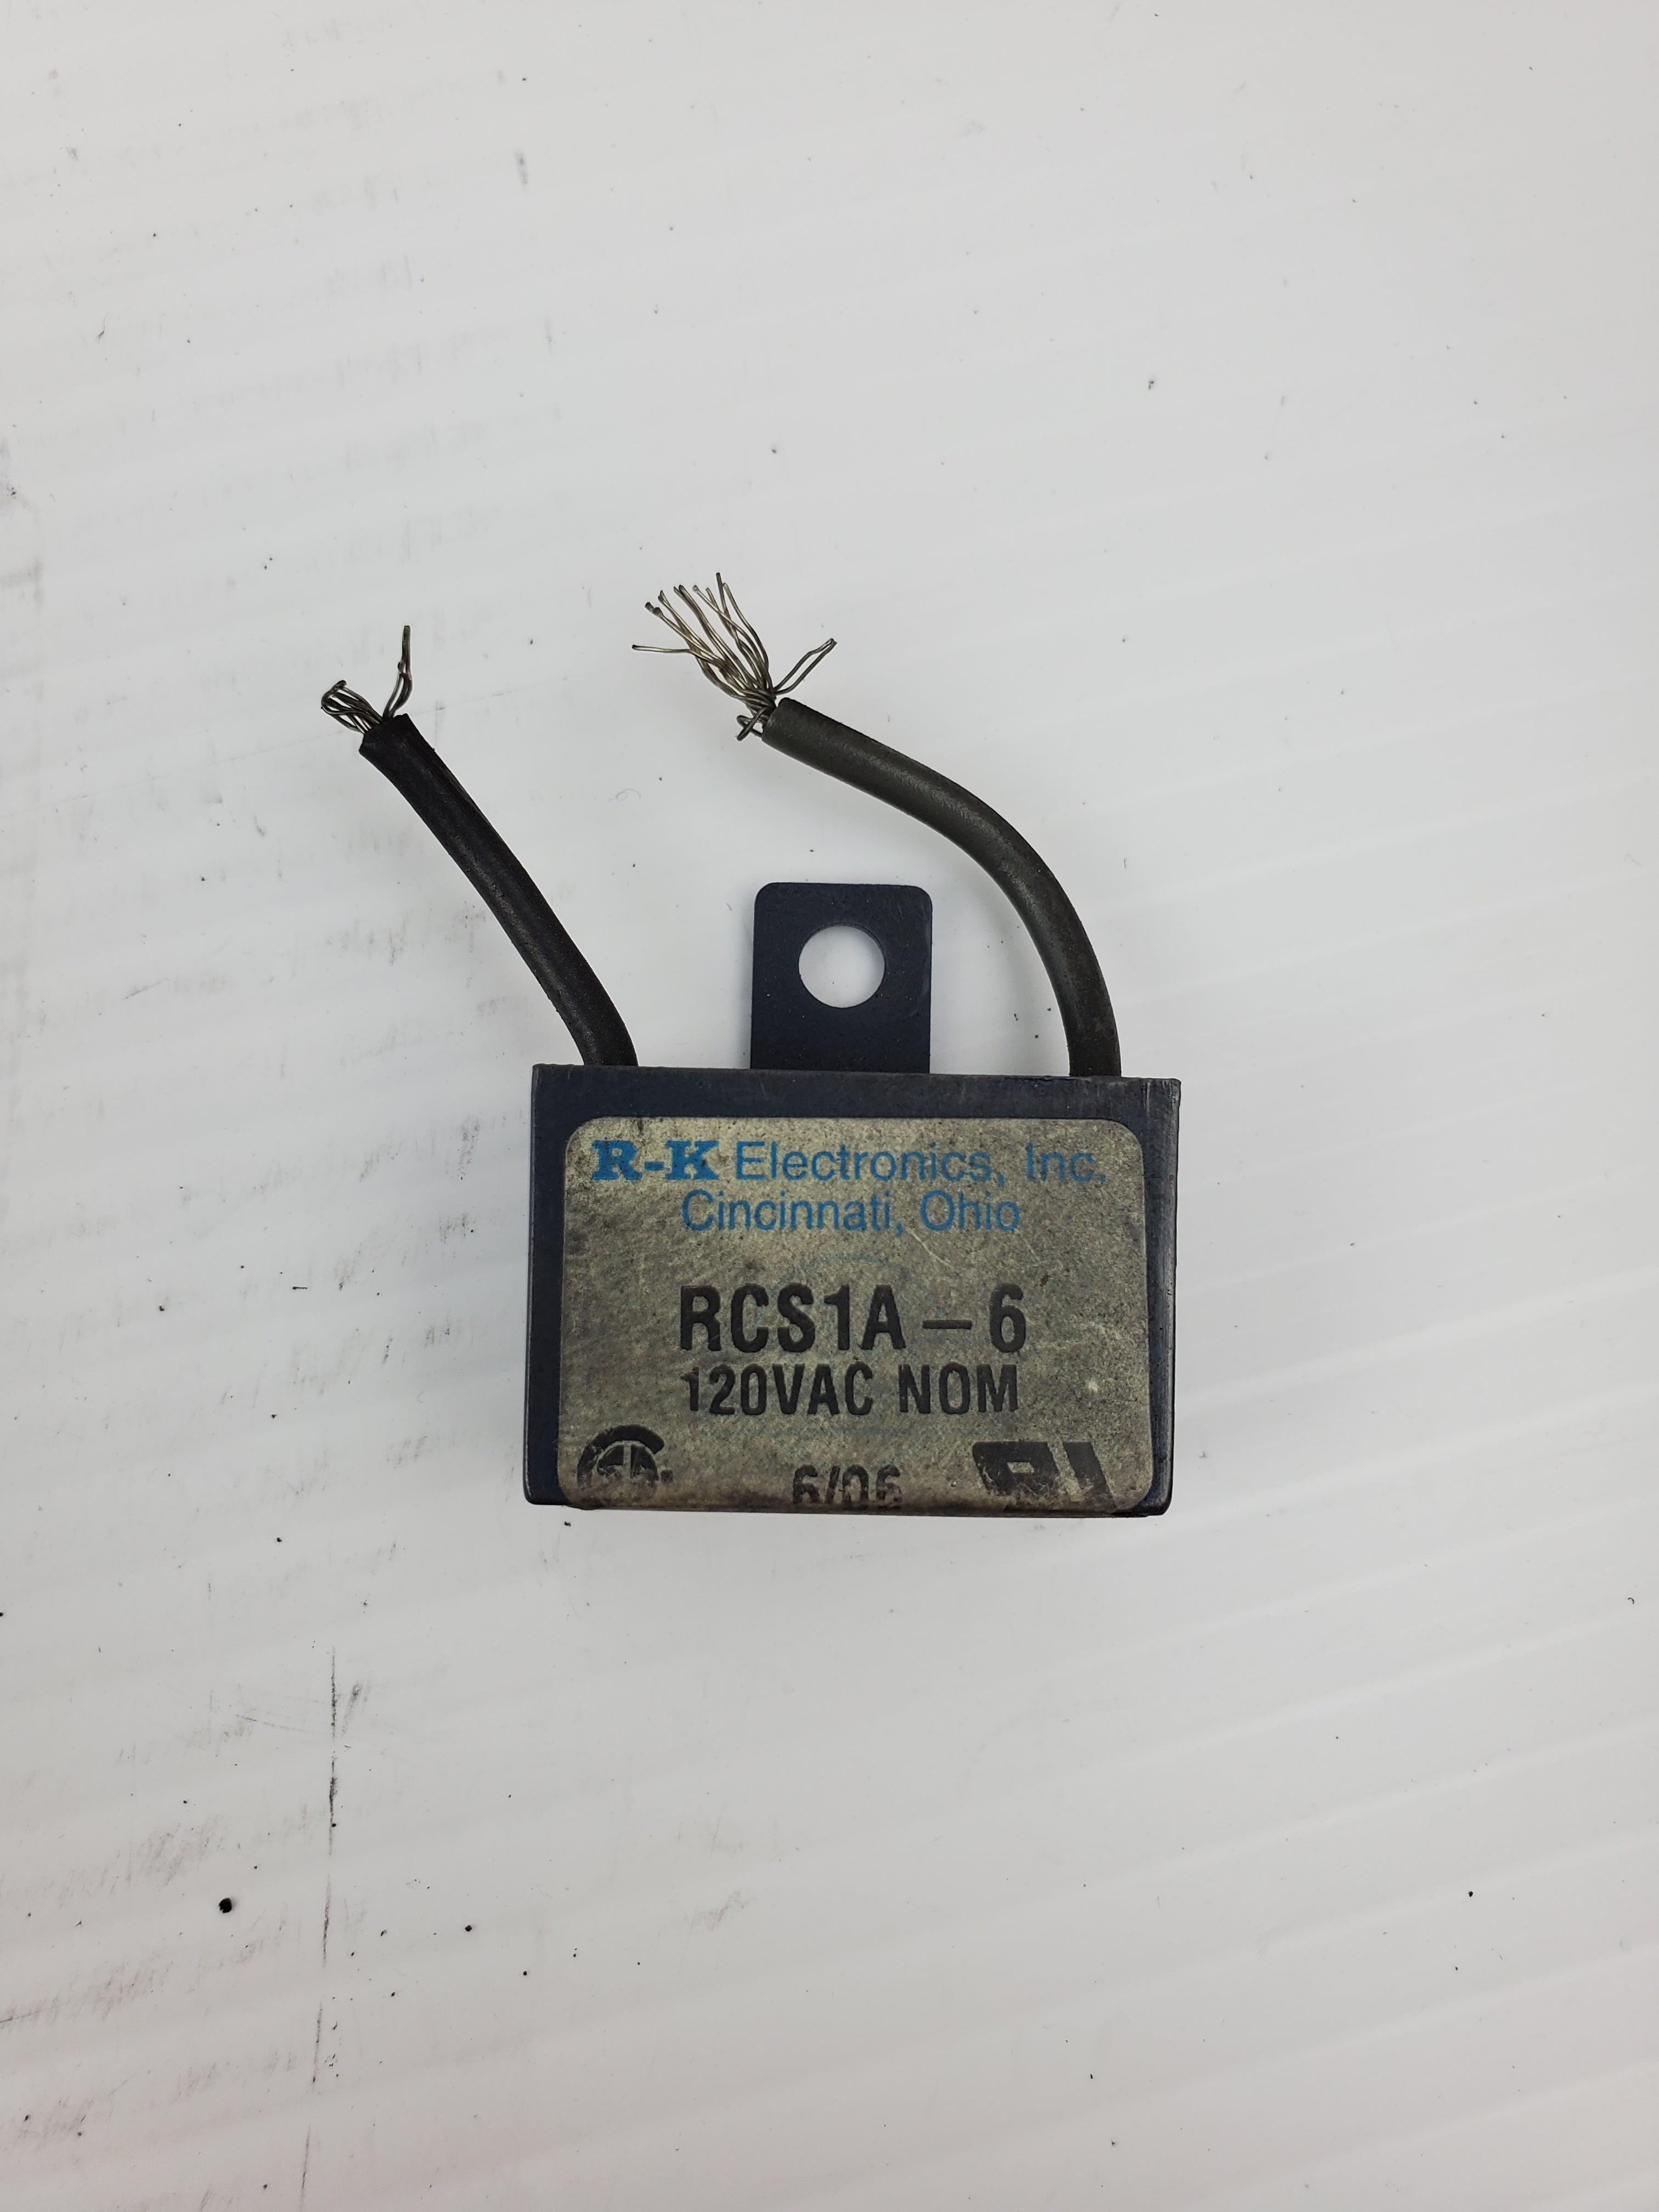 R-K Electronics, Inc.
Cincinnati, Ohio
RCS1A-6
120VAC NOM
6/06